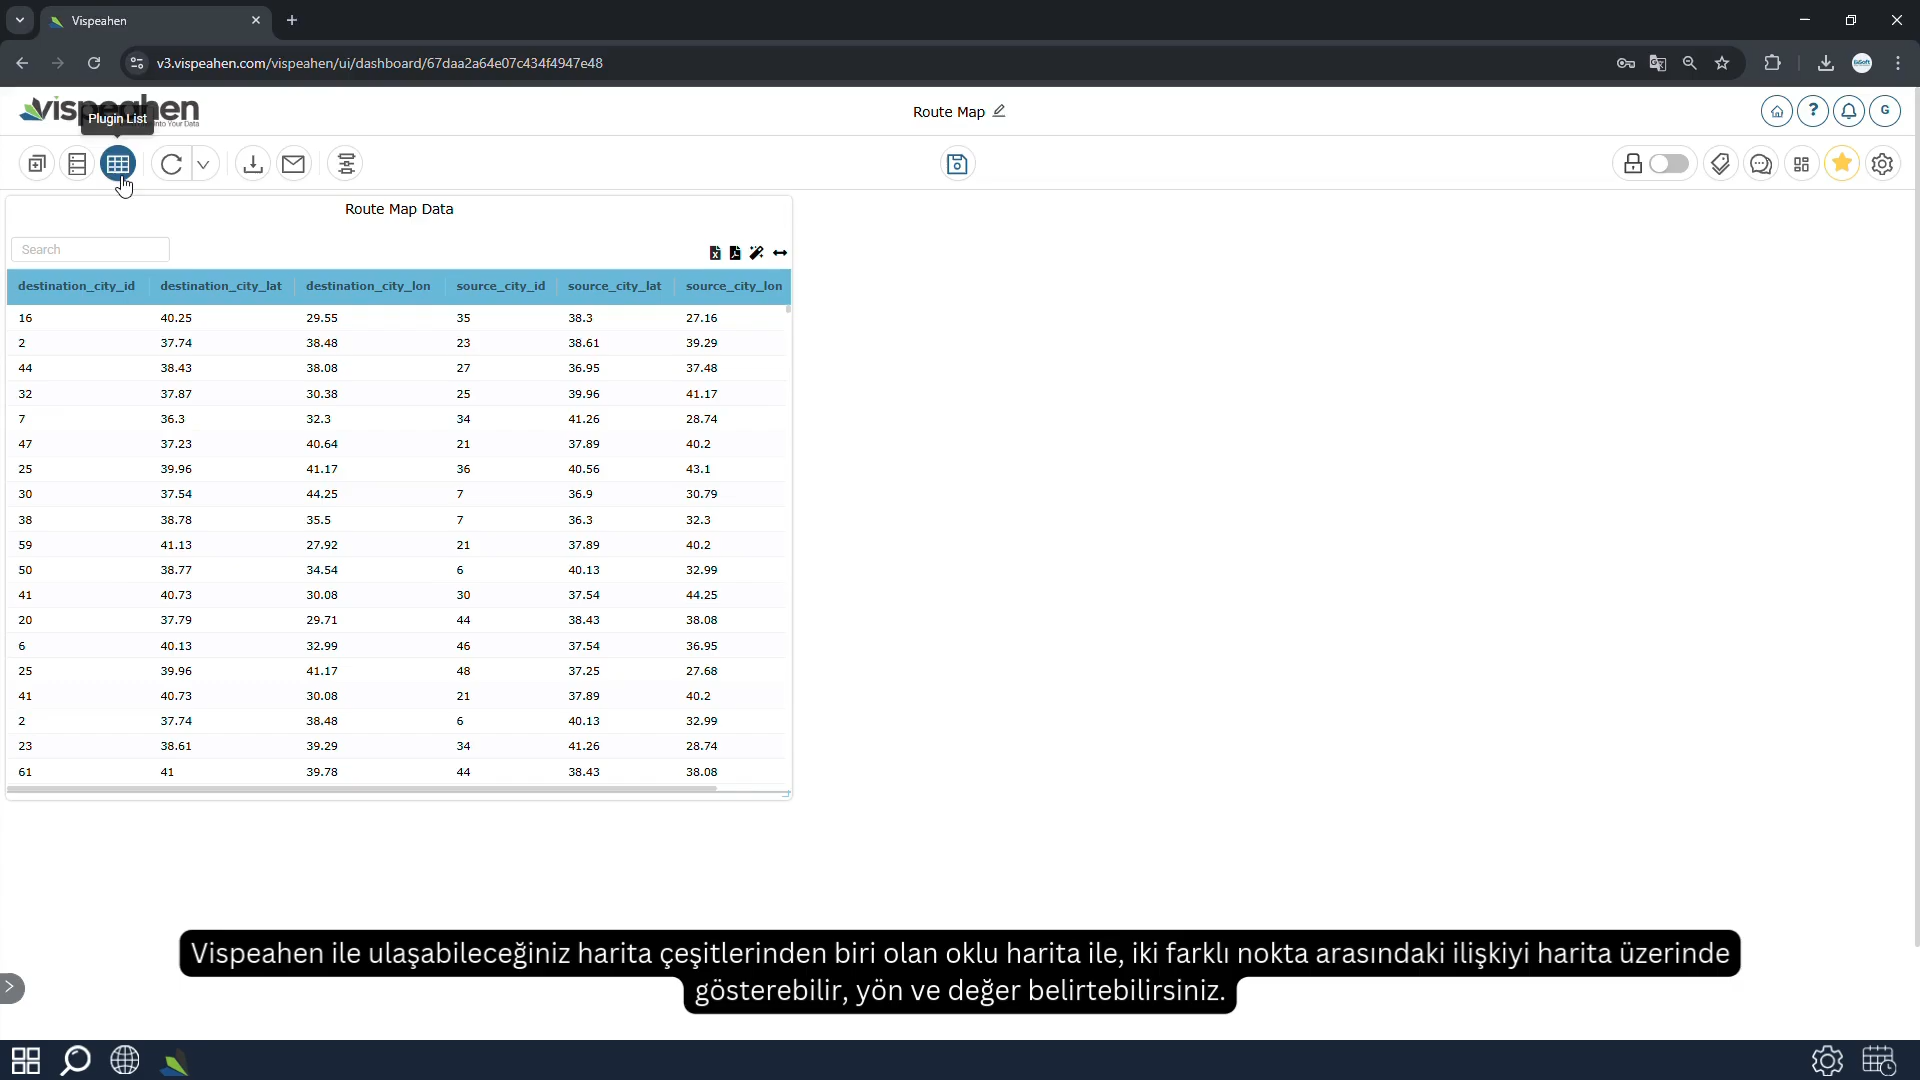 Vispeahen
v3.vispeahen.com/vispeahen/ui/dashboard/67daa2a64e07c434f4947e48
EliSoft
Route Map
? G
Plugin List
into Your Data
Route Map Data
Search
destination_city_id destination_city_lat destination_city_lon source_city_id source_city_lat source_city_lon
16 40.25 29.55 35 38.3 27.16
2 37.74 38.48 23 38.61 39.29
44 38.43 38.08 27 36.95 37.48
32 37.87 30.38 25 39.96 41.17
7 36.3 32.3 34 41.26 28.74
47 37.23 40.64 21 37.89 40.2
25 39.96 41.17 36 40.56 43.1
30 37.54 44.25 7 36.9 30.79
38 38.78 35.5 7 36.3 32.3
59 41.13 27.92 21 37.89 40.2
50 38.77 34.54 6 40.13 32.99
41 40.73 30.08 30 37.54 44.25
20 37.79 29.71 44 38.43 38.08
6 40.13 32.99 46 37.54 36.95
25 39.96 41.17 48 37.25 27.68
41 40.73 30.08 21 37.89 40.2
2 37.74 38.48 6 40.13 32.99
23 38.61 39.29 34 41.26 28.74
61 41 39.78 44 38.43 38.08
Vispeahen ile ulaşabileceğiniz harita çeşitlerinden biri olan oklu harita ile, iki farklı nokta arasındaki ilişkiyi harita üzerinde
gösterebilir, yön ve değer belirtebilirsiniz.